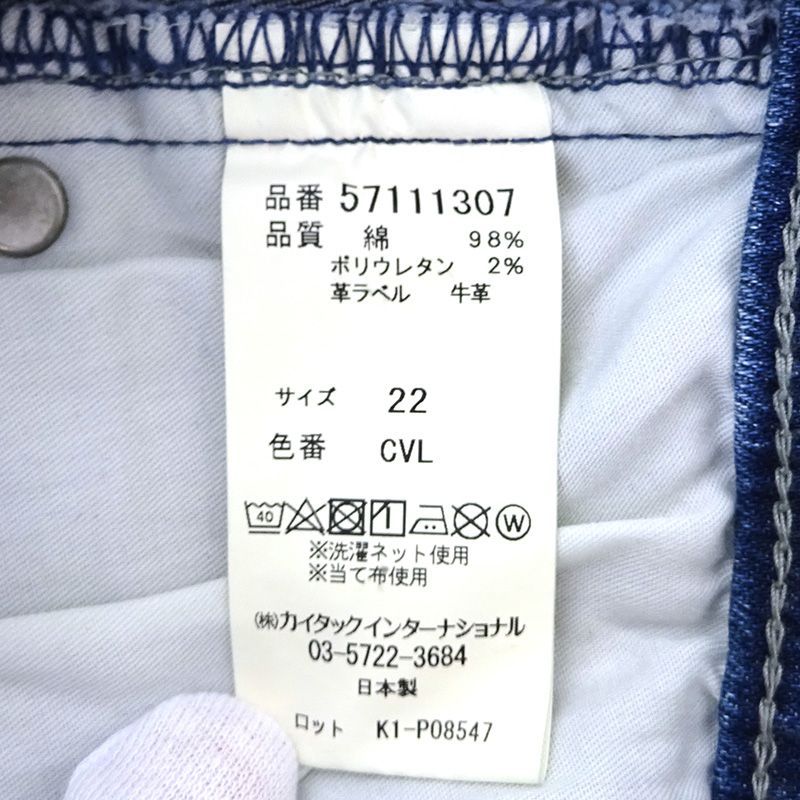 品番 57111307
品質 綿 98%
ポリウレタン 2%
革ラベル 牛革
サイズ 22
色番 CVL
40 W
※洗濯ネット使用
※当て布使用
㈱カイタックインターナショナル
03-5722-3684
日本製
ロット K1-P08547